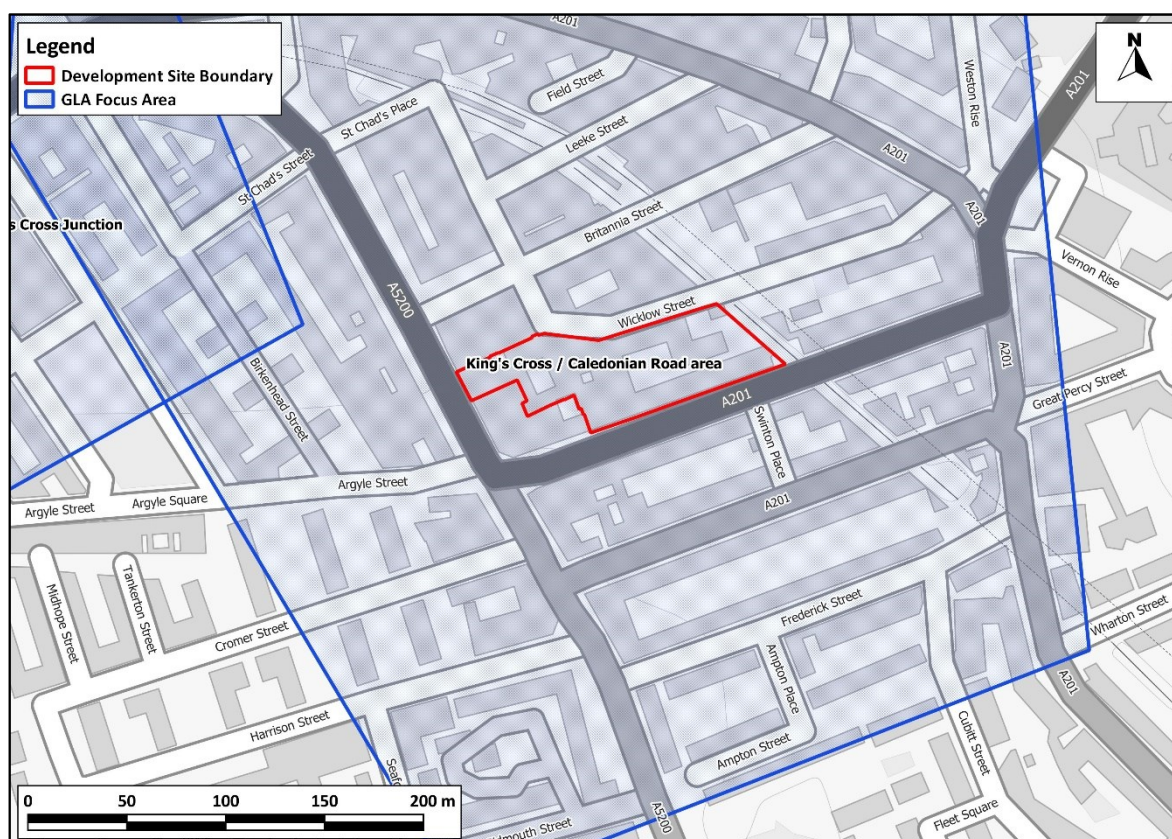 Legend
Development Site Boundary
GLA Focus Area
N
A201
A201
Field Street
Weston Rise
St Chad's Place
Leeke Street
A201
St Chad's Street
Britannia Street
A201
s Cross Junction
Vernon Rise
A5200
Wicklow Street
King's Cross / Caledonian Road area
A201
A201
Birkenhead Street
Great Percy Street
Swinton Place
Argyle Street
Argyle Square
Argyle Street
A201
Midhope Street
Tankerton Street
Cromer Street
Frederick Street
Wharton Street
Ampton Place
Harrison Street
A201
Cubitt Street
Ampton Street
Seafo
0 50 100 150 200 m
A5200
dmouth Street
Fleet Square